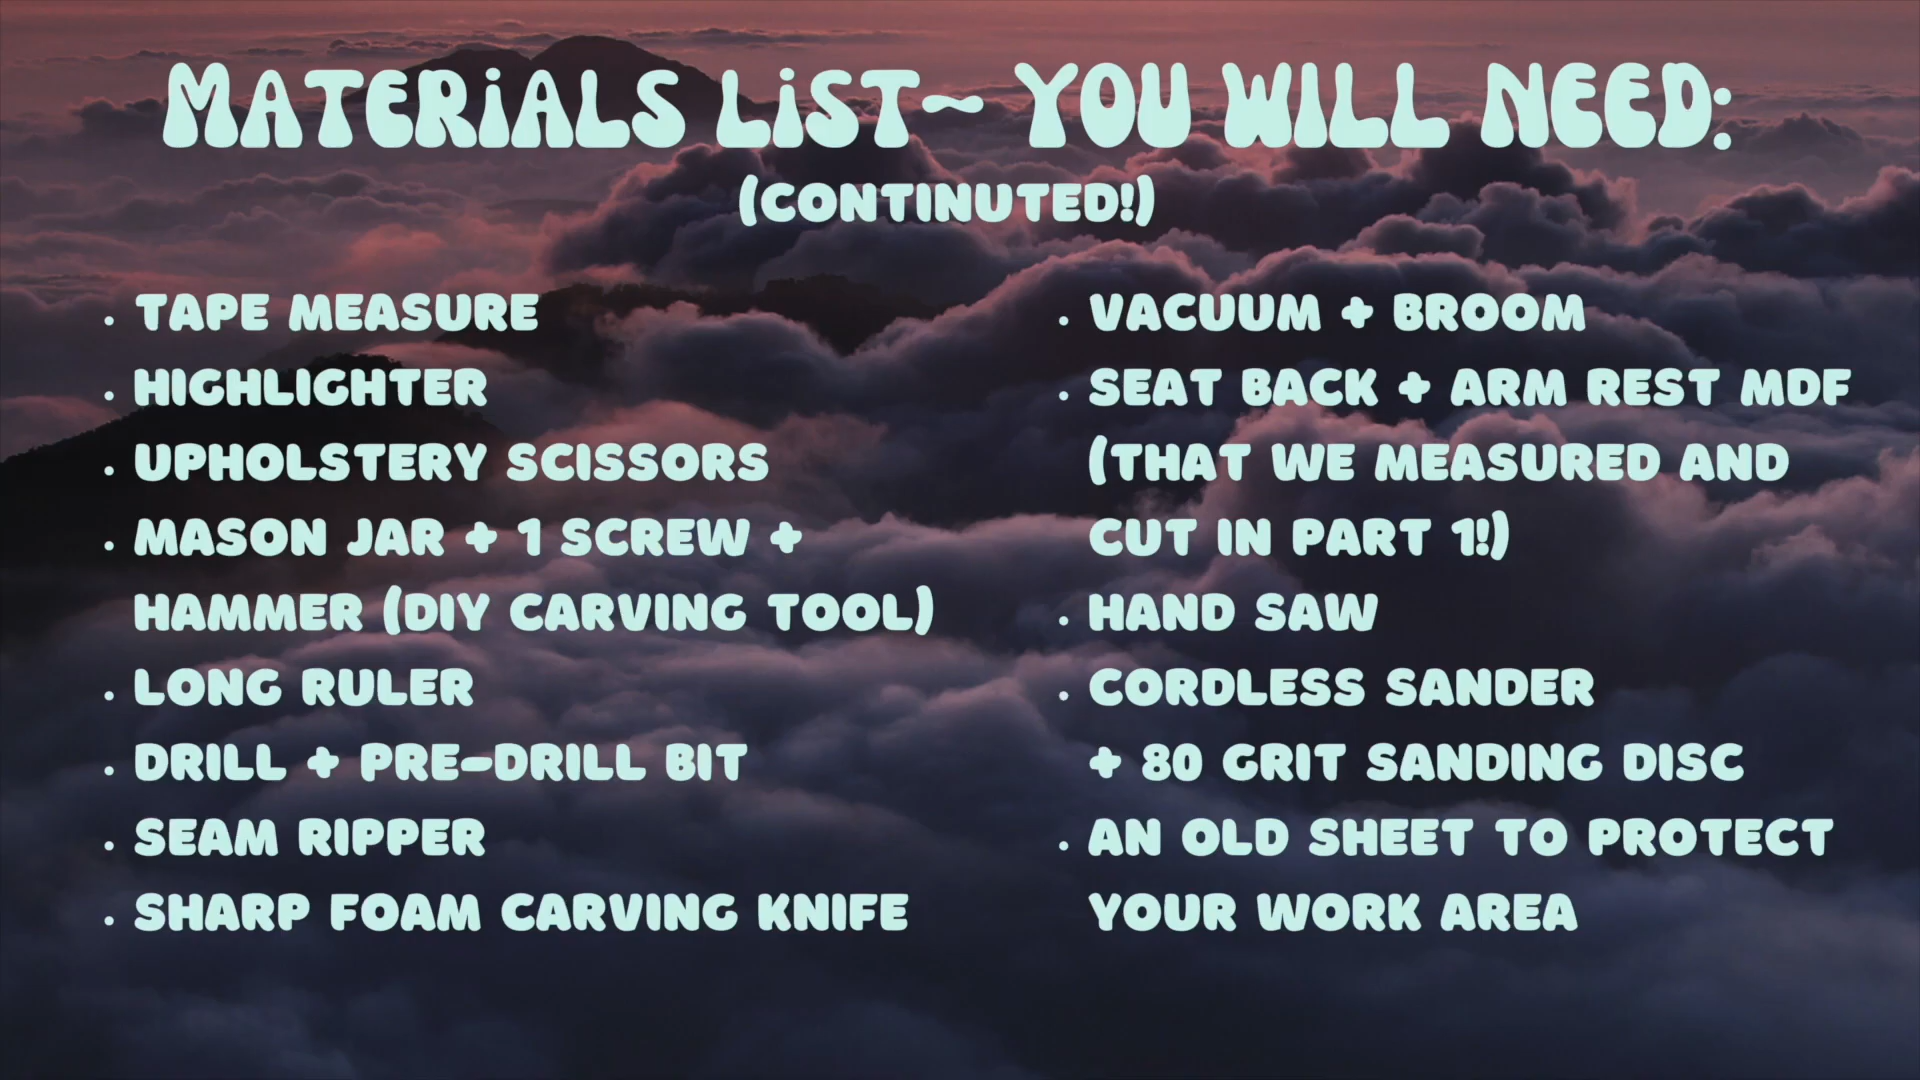 MATERiALS LiST~ YOU WILL NEED:
(CONTINUTED!)
• TAPE MEASURE
• HIGHLIGHTER
• UPHOLSTERY SCISSORS
• MASON JAR + 1 SCREW +
HAMMER (DIY CARVING TOOL)
• LONG RULER
• DRILL + PRE-DRILL BIT
• SEAM RIPPER
• SHARP FOAM CARVING KNIFE
• VACUUM + BROOM
• SEAT BACK + ARM REST MDF
(THAT WE MEASURED AND
CUT IN PART 1!)
• HAND SAW
• CORDLESS SANDER
+ 80 GRIT SANDING DISC
• AN OLD SHEET TO PROTECT
YOUR WORK AREA